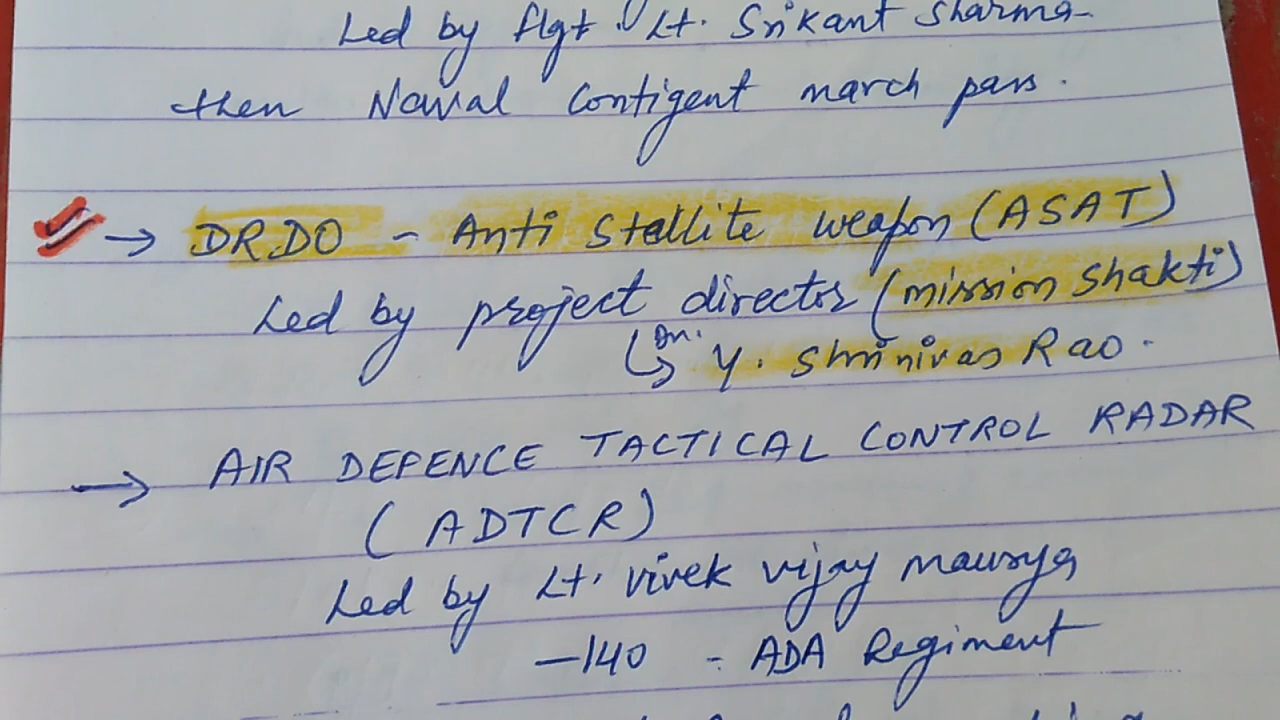 Led by flgt Lt. Srikant Sharma
then Naval Contigent march pass.
→ DRDO - Anti Stellite weapon (ASAT)
Led by project director (mission Shakti)
↳ Dr. Y. Shrinivas Rao.
→ AIR DEFENCE TACTICAL CONTROL RADAR
(ADTCR)
Led by Lt. vivek vijay maurya
-140 - ADA Regiment